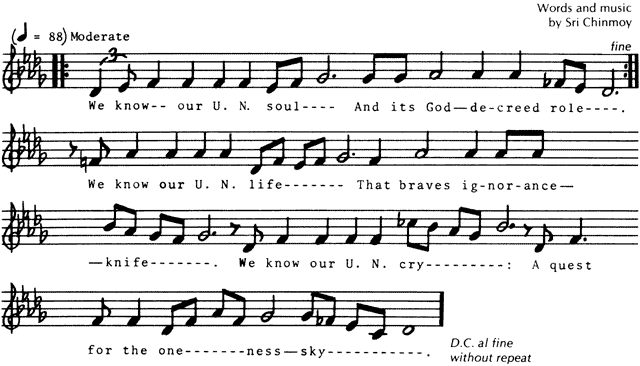 Words and music
by Sri Chinmoy
(♩ = 88) Moderate
fine
3
We know-- our U. N. soul---- And its God—de-creed role----.
We know our U. N. life------- That braves ig-nor-ance—
—knife-------. We know our U. N. cry---------: A quest
for the one-------ness—sky-----------.
D.C. al fine
without repeat